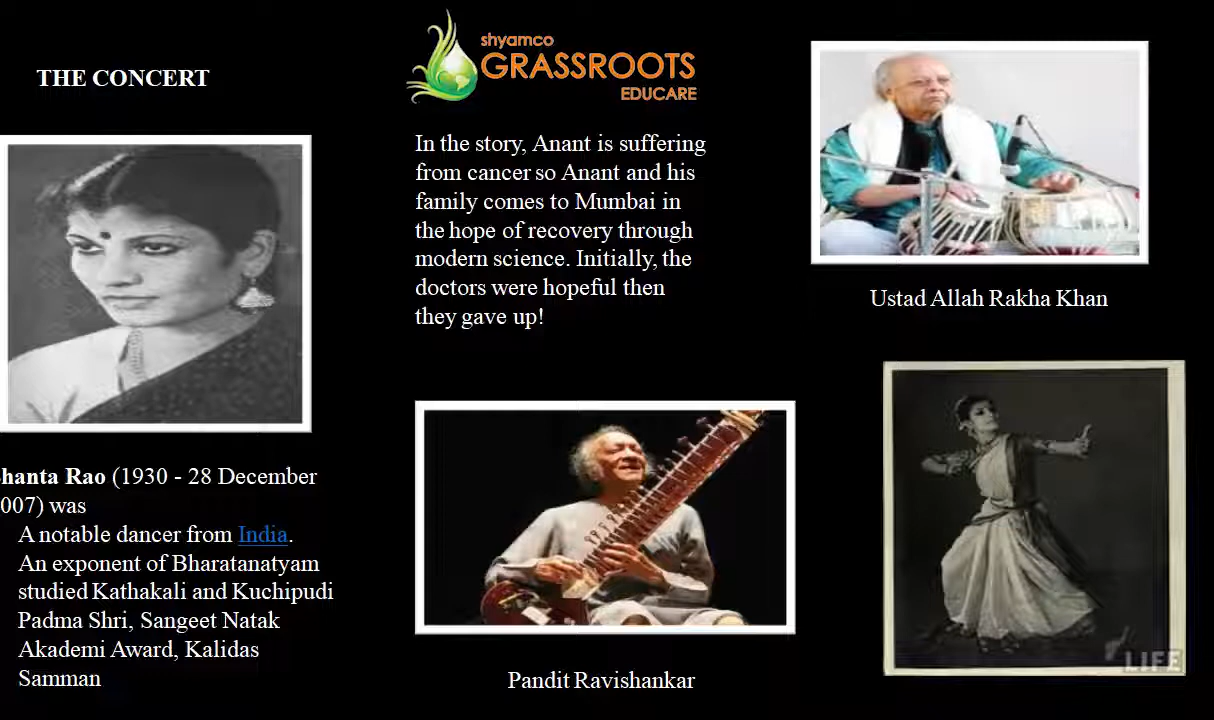 THE CONCERT
shyamco
GRASSROOTS
EDUCARE
In the story, Anant is suffering
from cancer so Anant and his
family comes to Mumbai in
the hope of recovery through
modern science. Initially, the
doctors were hopeful then
they gave up!
Ustad Allah Rakha Khan
hanta Rao (1930 - 28 December
007) was
A notable dancer from India.
An exponent of Bharatanatyam
studied Kathakali and Kuchipudi
Padma Shri, Sangeet Natak
Akademi Award, Kalidas
Samman
Pandit Ravishankar
LIFE